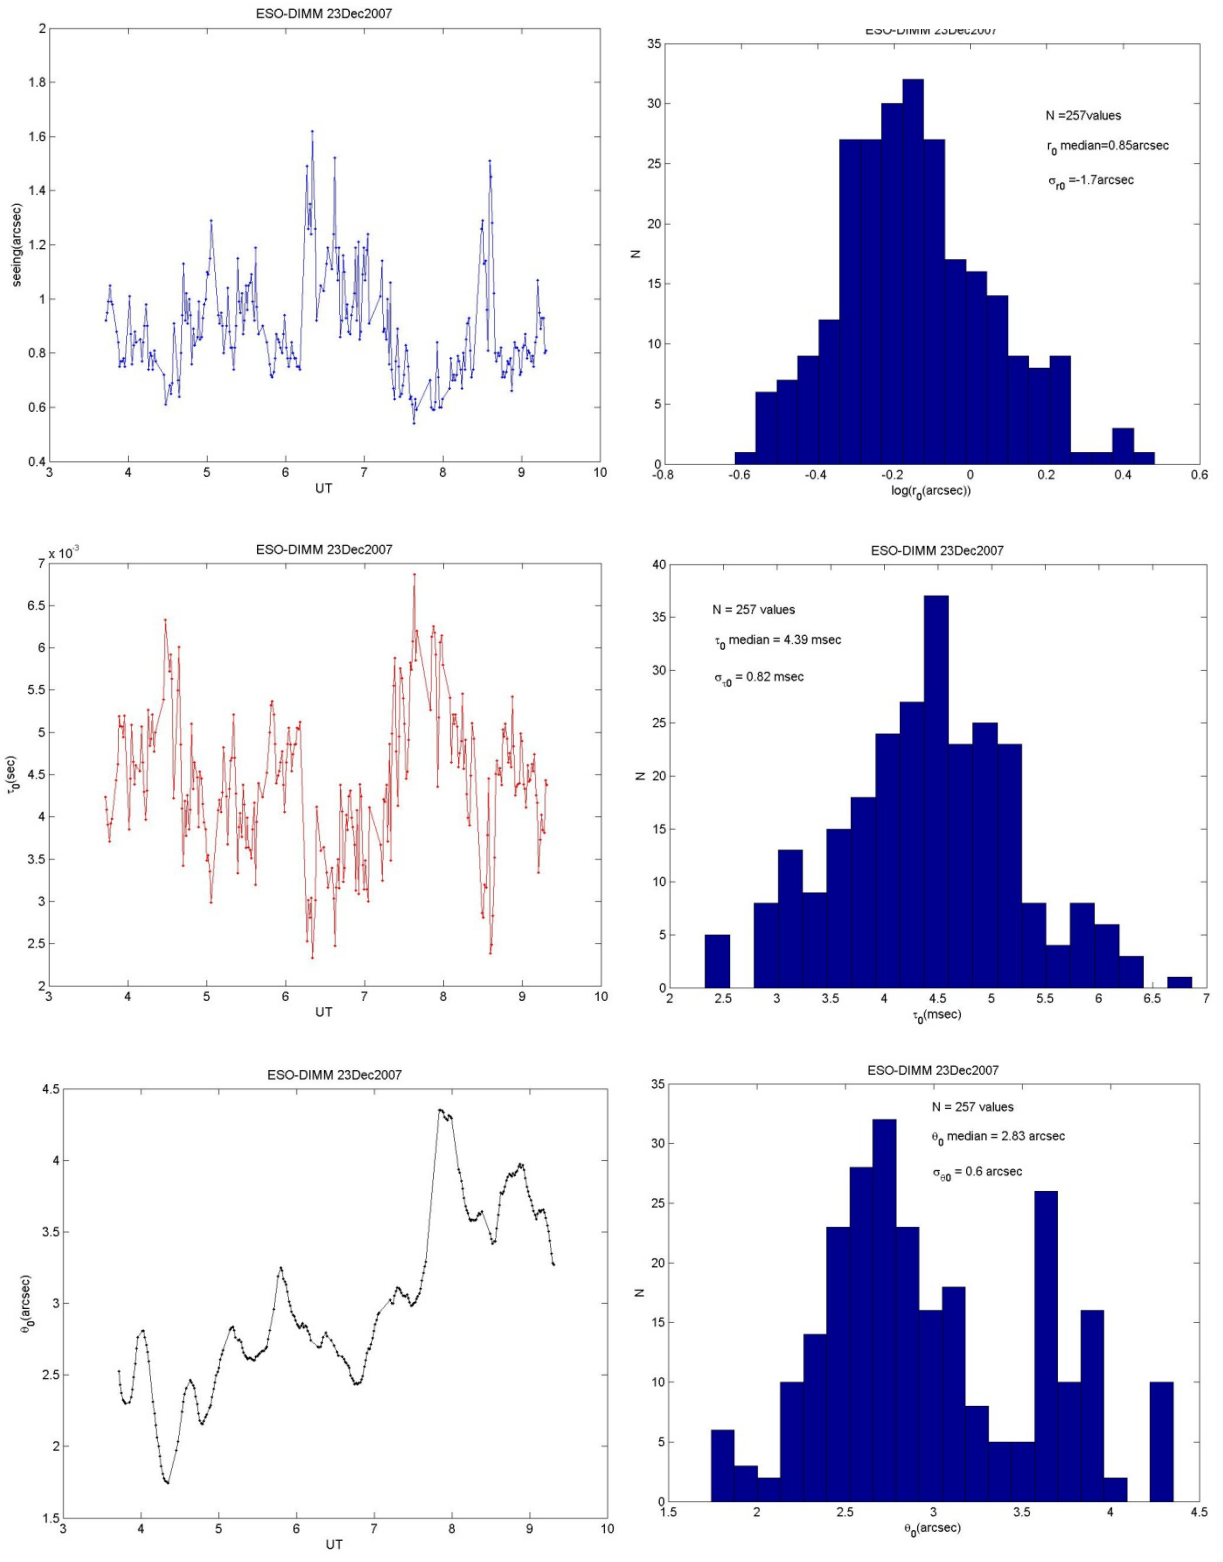 ESO-DIMM 23Dec2007
2
1.8
1.6
1.4
1.2
1
0.8
0.6
0.4
seeing(arcsec)
3 4 5 6 7 8 9 10
UT
ESO-DIMM 23Dec2007
35
30
25
20
15
10
5
0
N
N =257values
r0 median=0.85arcsec
σr0 =-1.7arcsec
-0.8 -0.6 -0.4 -0.2 0 0.2 0.4 0.6
log(r0(arcsec))
ESO-DIMM 23Dec2007
x 10-3
7
6.5
6
5.5
5
4.5
4
3.5
3
2.5
2
τ0(sec)
3 4 5 6 7 8 9 10
UT
ESO-DIMM 23Dec2007
40
35
30
25
20
15
10
5
0
N
N = 257 values
τ0 median = 4.39 msec
στ0 = 0.82 msec
2 2.5 3 3.5 4 4.5 5 5.5 6 6.5 7
τ0(msec)
ESO-DIMM 23Dec2007
4.5
4
3.5
3
2.5
2
1.5
θ0(arcsec)
3 4 5 6 7 8 9 10
UT
ESO-DIMM 23Dec2007
35
30
25
20
15
10
5
0
N
N = 257 values
θ0 median = 2.83 arcsec
σθ0 = 0.6 arcsec
1.5 2 2.5 3 3.5 4 4.5
θ0(arcsec)